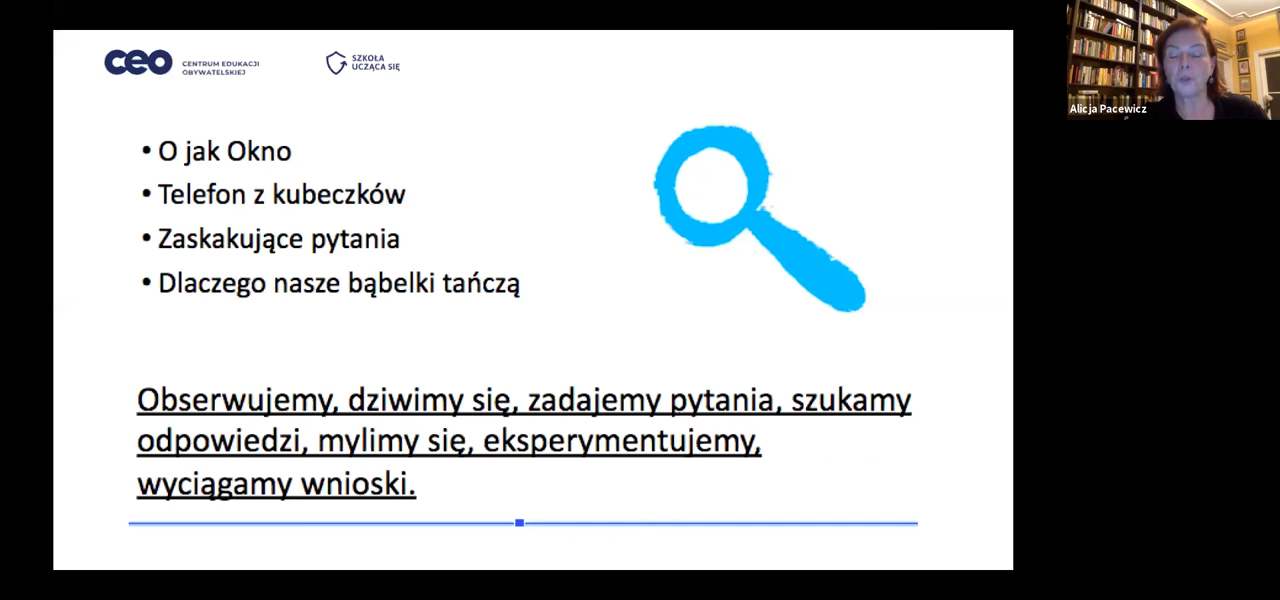 ceo CENTRUM EDUKACJI
OBYWATELSKIEJ
SZKOŁA
UCZĄCA SIĘ
Alicja Pacewicz
• O jak Okno
• Telefon z kubeczków
• Zaskakujące pytania
• Dlaczego nasze bąbelki tańczą
Obserwujemy, dziwimy się, zadajemy pytania, szukamy
odpowiedzi, mylimy się, eksperymentujemy,
wyciągamy wnioski.